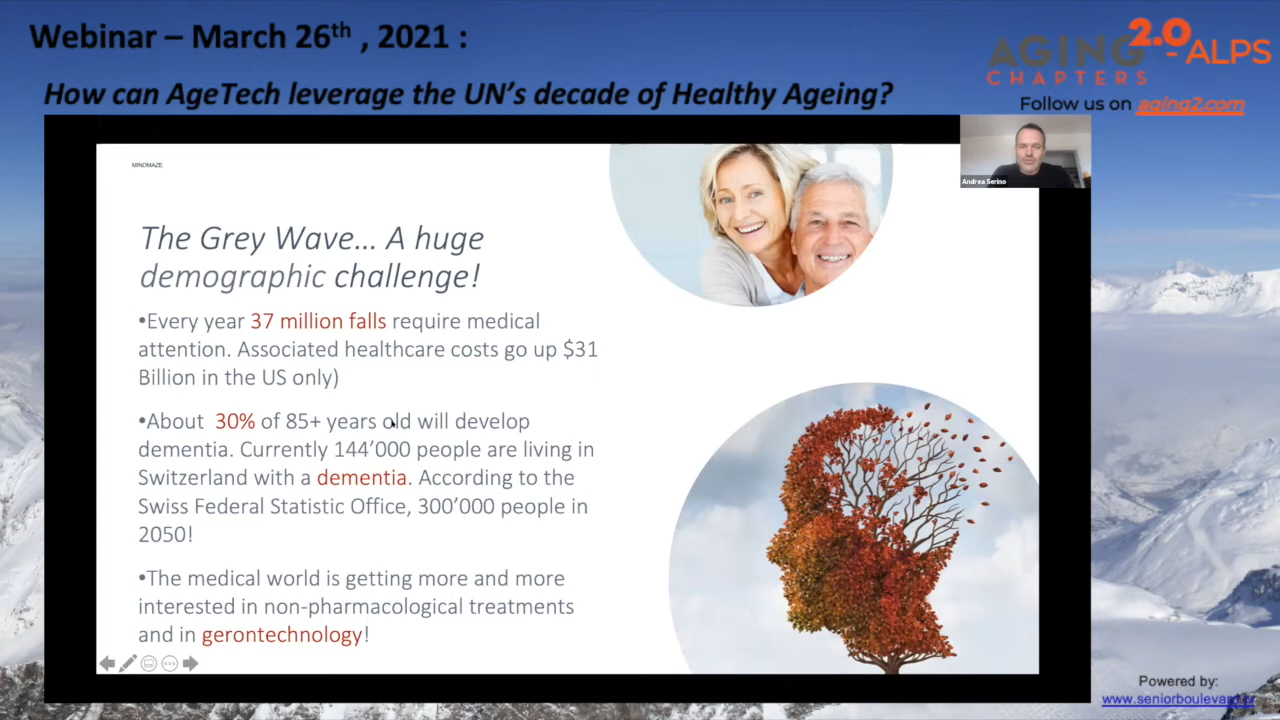 Webinar – March 26th , 2021 :
How can AgeTech leverage the UN's decade of Healthy Ageing?
AGING 2.0 - ALPS
CHAPTERS
Follow us on aging2.com
Andrea Serino
MINDMAZE
The Grey Wave... A huge
demographic challenge!
•Every year 37 million falls require medical
attention. Associated healthcare costs go up $31
Billion in the US only)
•About 30% of 85+ years old will develop
dementia. Currently 144'000 people are living in
Switzerland with a dementia. According to the
Swiss Federal Statistic Office, 300'000 people in
2050!
•The medical world is getting more and more
interested in non-pharmacological treatments
and in gerontechnology!
Powered by: